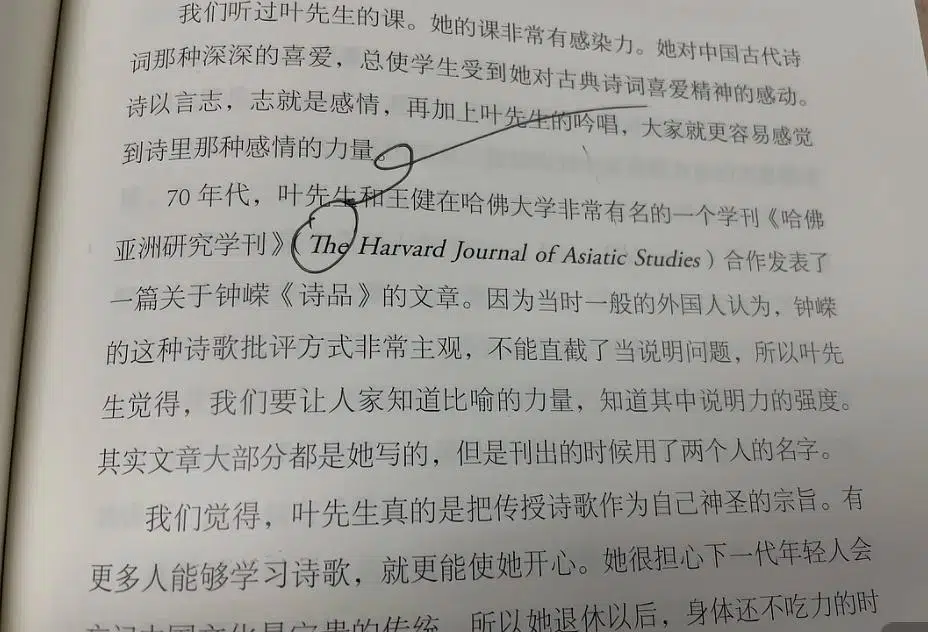 我们听过叶先生的课。她的课非常有感染力。她对中国古代诗
词那种深深的喜爱，总使学生受到她对古典诗词喜爱精神的感动。
诗以言志，志就是感情，再加上叶先生的吟唱，大家就更容易感觉
到诗里那种感情的力量。
70 年代，叶先生和王健在哈佛大学非常有名的一个学刊《哈佛
亚洲研究学刊》（The Harvard Journal of Asiatic Studies）合作发表了
一篇关于钟嵘《诗品》的文章。因为当时一般的外国人认为，钟嵘
的这种诗歌批评方式非常主观，不能直截了当说明问题，所以叶先
生觉得，我们要让人家知道比喻的力量，知道其中说明力的强度。
其实文章大部分都是她写的，但是刊出的时候用了两个人的名字。
我们觉得，叶先生真的是把传授诗歌作为自己神圣的宗旨。有
更多人能够学习诗歌，就更能使她开心。她很担心下一代年轻人会
的传统，所以她退休以后，身体还不吃力的时